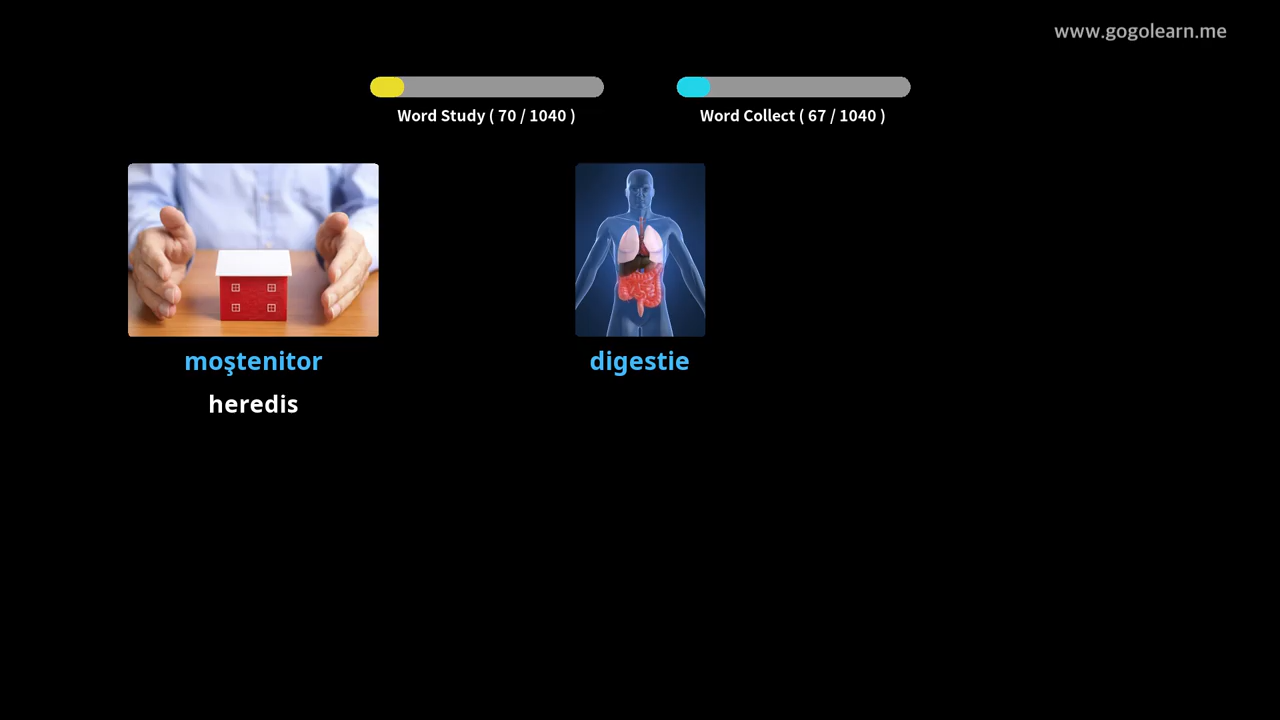 www.gogolearn.me
Word Study ( 70 / 1040 )
Word Collect ( 67 / 1040 )
moştenitor
heredis
digestie